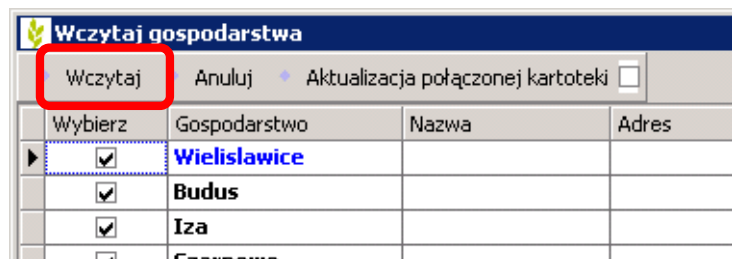 Wczytaj gospodarstwa
Wczytaj Anuluj Aktualizacja połączonej kartoteki
Wybierz Gospodarstwo Nazwa Adres
Wielislawice
Budus
Iza